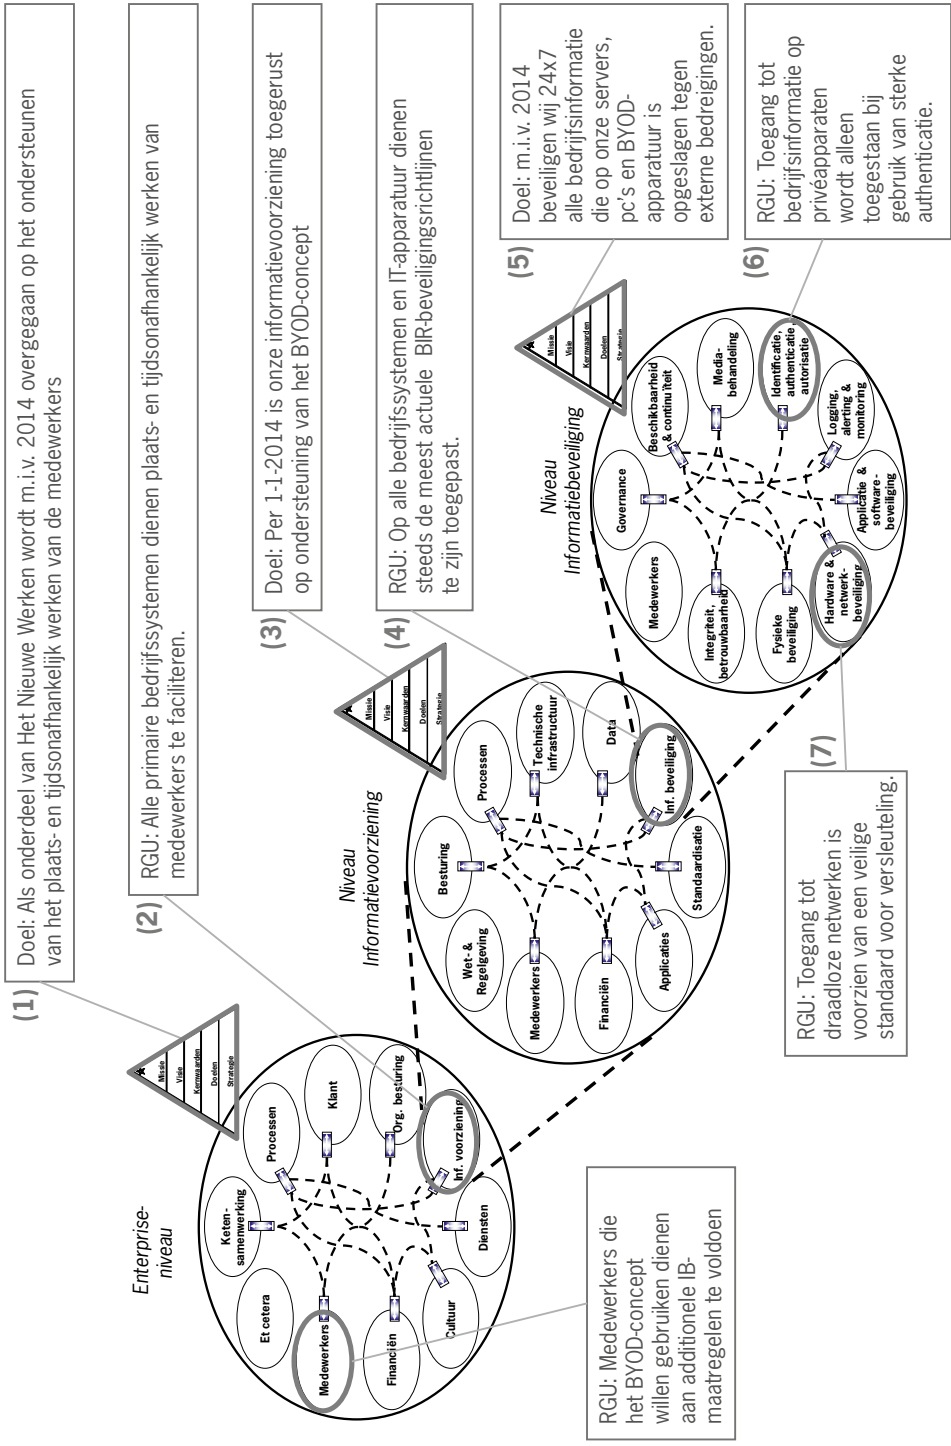 (1)
Doel: Als onderdeel van Het Nieuwe Werken wordt m.i.v. 2014 overgegaan op het ondersteunen
van het plaats- en tijdsonafhankelijk werken van de medewerkers
(2)
RGU: Alle primaire bedrijfssystemen dienen plaats- en tijdsonafhankelijk werken van
medewerkers te faciliteren.
(3)
Doel: Per 1-1-2014 is onze informatievoorziening toegerust
op ondersteuning van het BYOD-concept
(4)
RGU: Op alle bedrijfssystemen en IT-apparatuur dienen
steeds de meest actuele BIR-beveiligingsrichtlijnen
te zijn toegepast.
(5)
Doel: m.i.v. 2014
beveiligen wij 24x7
alle bedrijfsinformatie
die op onze servers,
pc's en BYOD-
apparatuur is
opgeslagen tegen
externe bedreigingen.
(6)
RGU: Toegang tot
bedrijfsinformatie op
privéapparaten
wordt alleen
toegestaan bij
gebruik van sterke
authenticatie.
Enterprise-
niveau
Missie
Visie
Kernwaarden
Doelen
Strategie
Keten-
samenwerking
Processen
Klant
Org. besturing
Inf. voorziening
Diensten
Cultuur
Financiën
Medewerkers
Et cetera
Niveau
Informatievoorziening
Missie
Visie
Kernwaarden
Doelen
Strategie
Besturing
Processen
Technische
infrastructuur
Data
Inf. beveiliging
Standaardisatie
Applicaties
Financiën
Medewerkers
Wet- &
Regelgeving
Niveau
Informatiebeveiliging
Missie
Visie
Kernwaarden
Doelen
Strategie
Governance
Beschikbaarheid
& continuïteit
Media-
behandeling
Identificatie,
authenticatie,
autorisatie
Logging,
alerting &
monitoring
Applicatie &
software-
beveiliging
Hardware &
netwerk-
beveiliging
Fysieke
beveiliging
Integriteit,
betrouwbaarheid
Medewerkers
RGU: Medewerkers die
het BYOD-concept
willen gebruiken dienen
aan additionele IB-
maatregelen te voldoen
(7)
RGU: Toegang tot
draadloze netwerken is
voorzien van een veilige
standaard voor versleuteling.